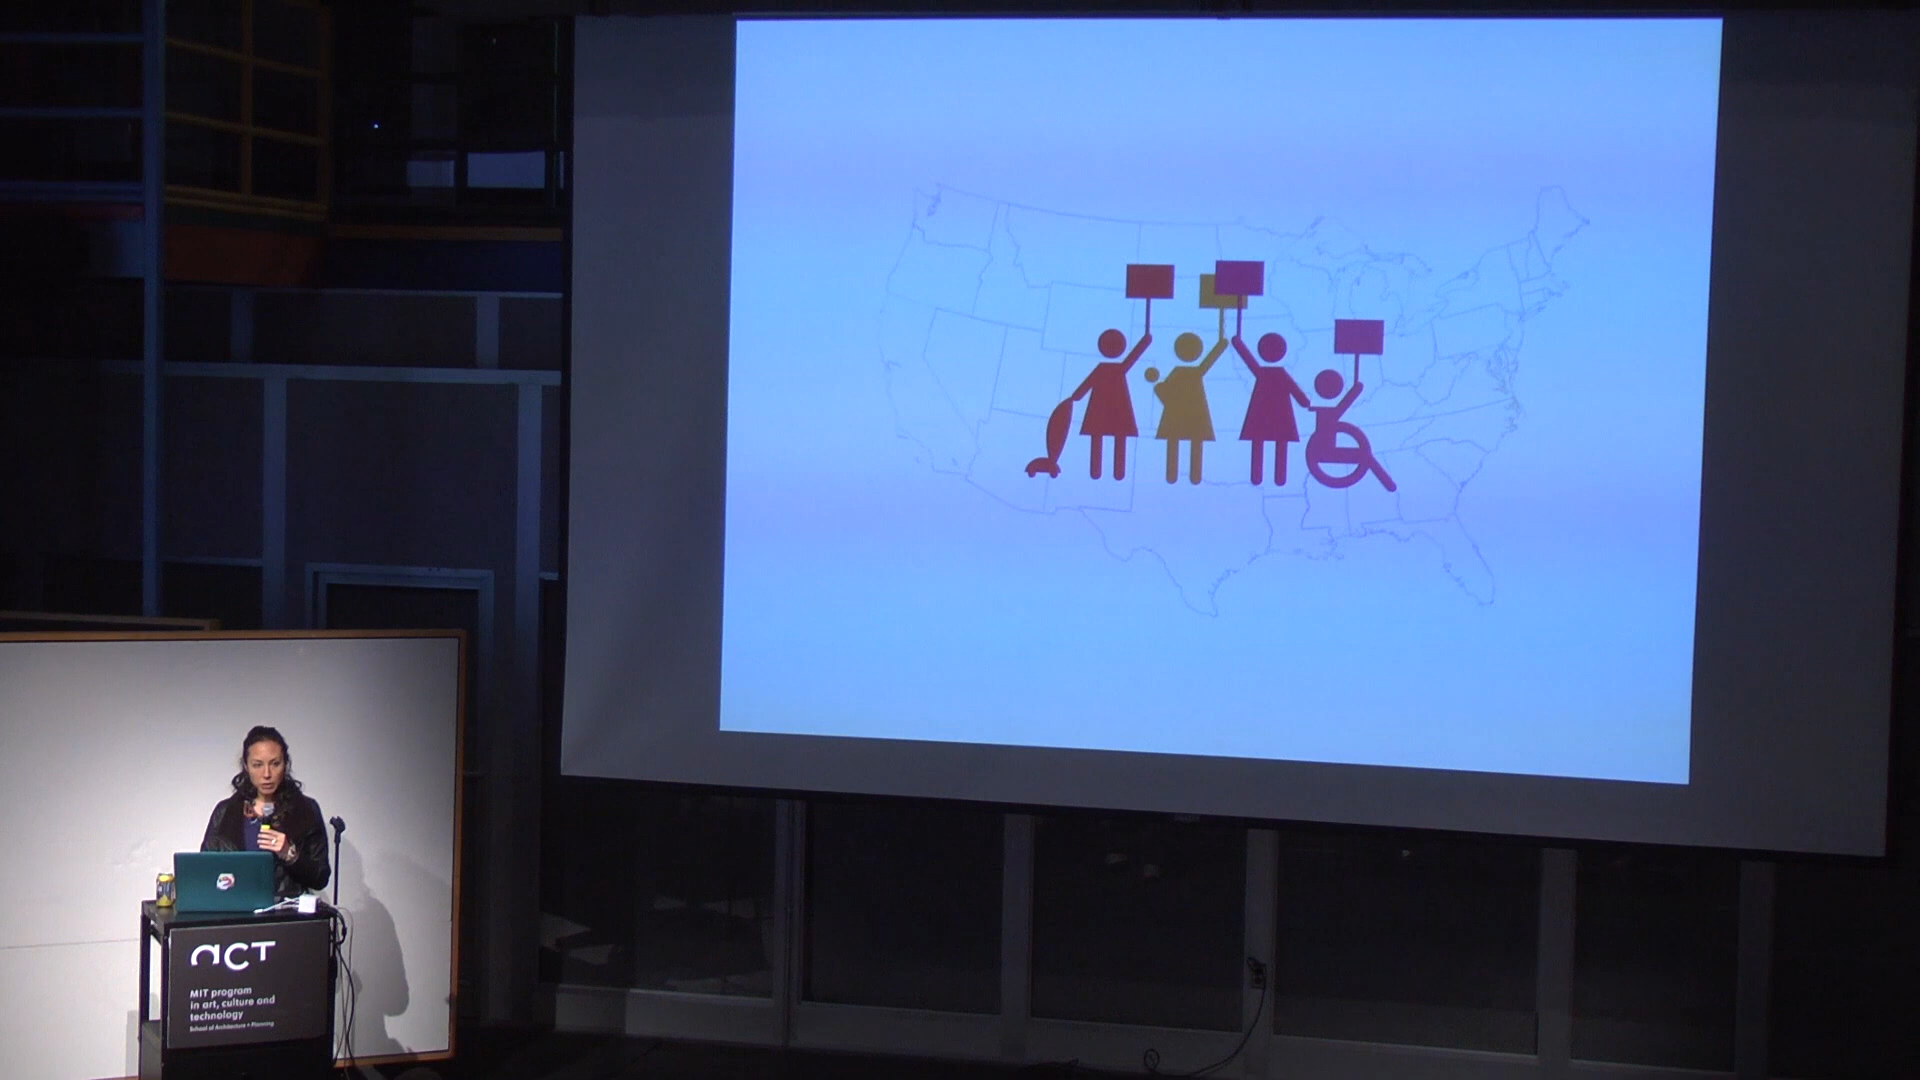 act
MIT program
in art, culture and
technology
School of Architecture + Planning